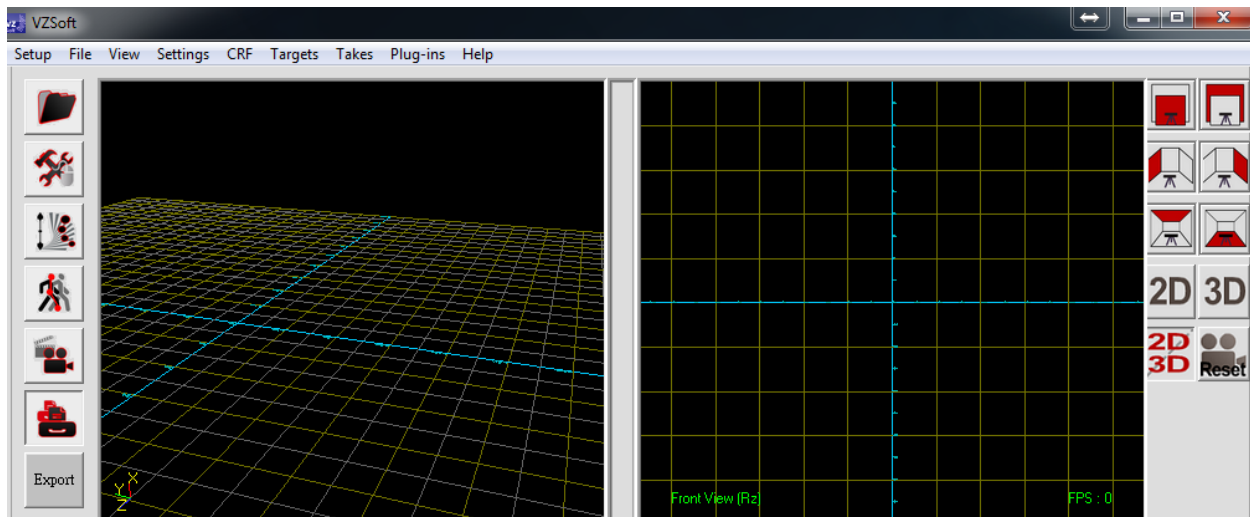 VZSoft
Setup File View Settings CRF Targets Takes Plug-ins Help
2D 3D
2D
3D Reset
Export
X
Y
Z
Front View (Rz) FPS : 0